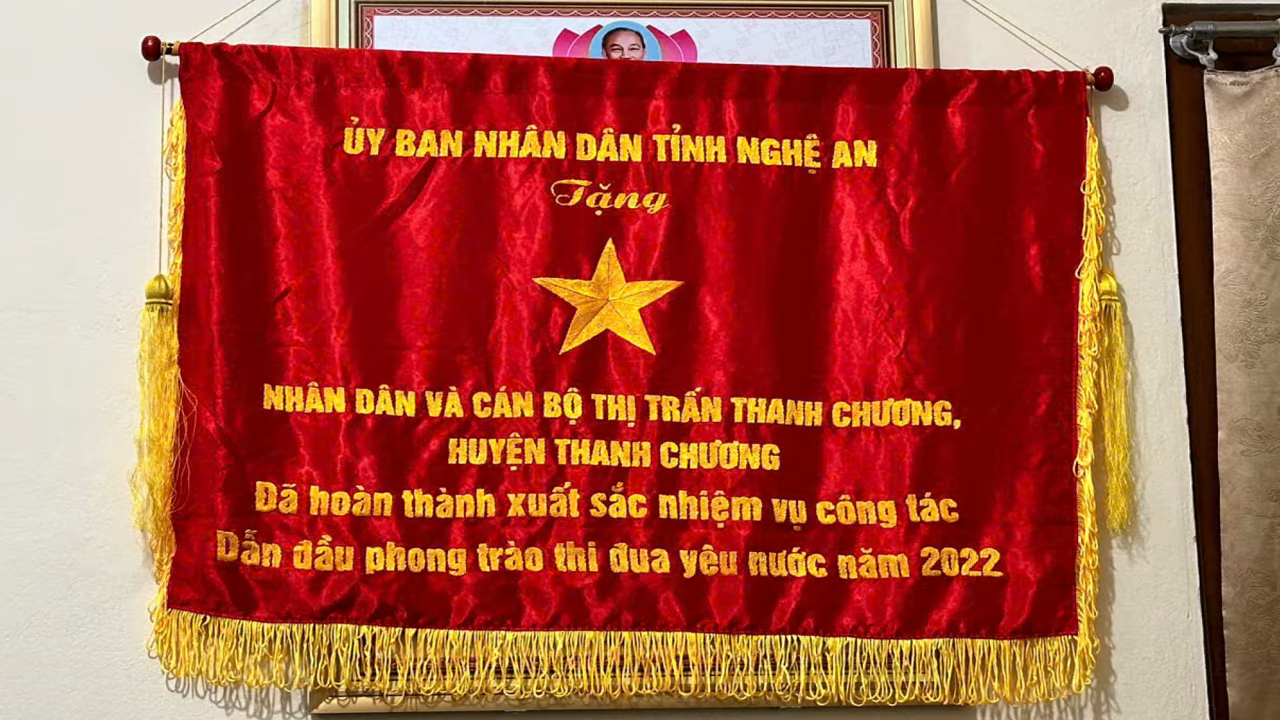 ỦY BAN NHÂN DÂN TỈNH NGHỆ AN
Tặng
NHÂN DÂN VÀ CÁN BỘ THỊ TRẤN THANH CHƯƠNG,
HUYỆN THANH CHƯƠNG
Đã hoàn thành xuất sắc nhiệm vụ công tác
Dẫn đầu phong trào thi đua yêu nước năm 2022